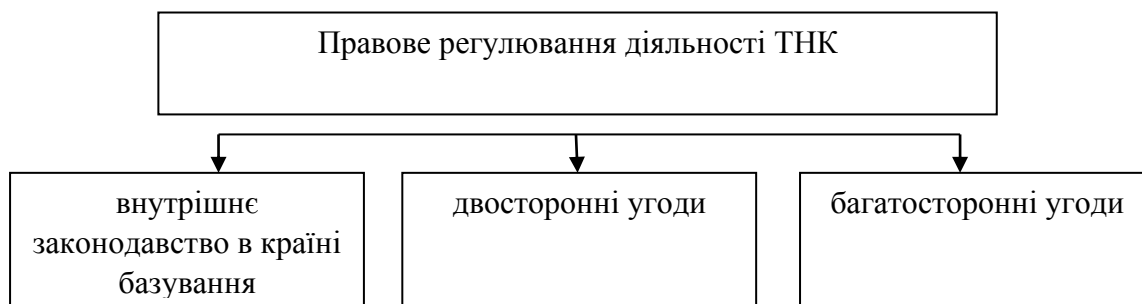 Правове регулювання діяльності ТНК
внутрішнє
законодавство в країні
базування
двосторонні угоди
багатосторонні угоди